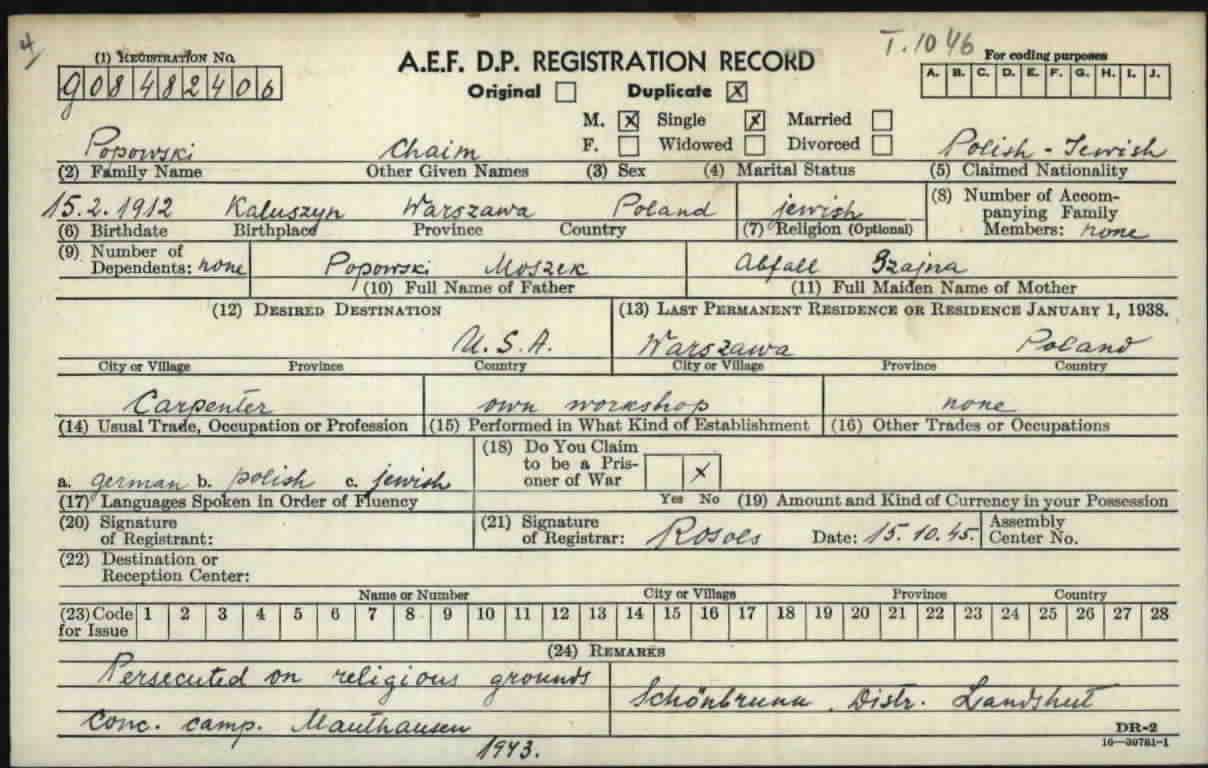 4
T.1046
(1) REGISTRATION No. A.E.F. D.P. REGISTRATION RECORD For coding purposes
G08482406 Original Duplicate X A. B. C. D. E. F. G. H. I. J.
M. X Single X Married
F. Widowed Divorced
Popowski Chaim Polish - Jewish
(2) Family Name Other Given Names (3) Sex (4) Marital Status (5) Claimed Nationality
15.2.1912 Kaluszyn Warszawa Poland jewish (8) Number of Accom-
panying Family
(6) Birthdate Birthplace Province Country (7) Religion (Optional) Members: none
(9) Number of
Dependents: none Popowski Moszek Abfall Szajna
(10) Full Name of Father (11) Full Maiden Name of Mother
(12) DESIRED DESTINATION (13) LAST PERMANENT RESIDENCE OR RESIDENCE JANUARY 1, 1938.
U.S.A. Warszawa Poland
City or Village Province Country City or Village Province Country
Carpenter own workshop none
(14) Usual Trade, Occupation or Profession (15) Performed in What Kind of Establishment (16) Other Trades or Occupations
(18) Do You Claim
to be a Pris-
a. german b. polish c. jewish oner of War X
(17) Languages Spoken in Order of Fluency Yes No (19) Amount and Kind of Currency in your Possession
(20) Signature (21) Signature Assembly
of Registrant: of Registrar: Date: 15.10.45. Center No.
(22) Destination or
Reception Center:
Name or Number City or Village Province Country
(23) Code 1 2 3 4 5 6 7 8 9 10 11 12 13 14 15 16 17 18 19 20 21 22 23 24 25 26 27 28
for Issue
(24) REMARKS
Persecuted on religious grounds
Schönbrunn. Distr. Landshut
Conc. camp. Mauthausen
1943.
DR-2
16—39781-1